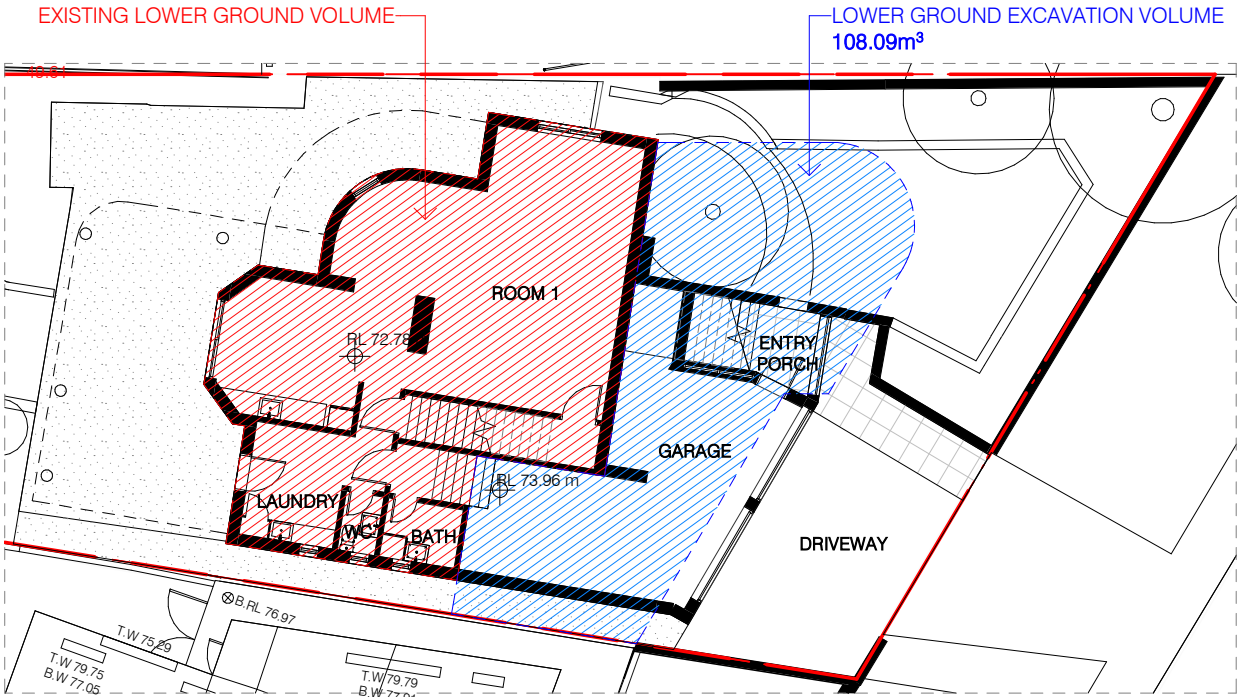 EXISTING LOWER GROUND VOLUME
LOWER GROUND EXCAVATION VOLUME
108.09m³
ROOM 1
RL 72.78
ENTRY
PORCH
GARAGE
RL 73.96 m
LAUNDRY
WC
BATH
DRIVEWAY
B.RL 76.97
T.W 75.29
T.W 79.75
B.W 77.05
T.W 79.79